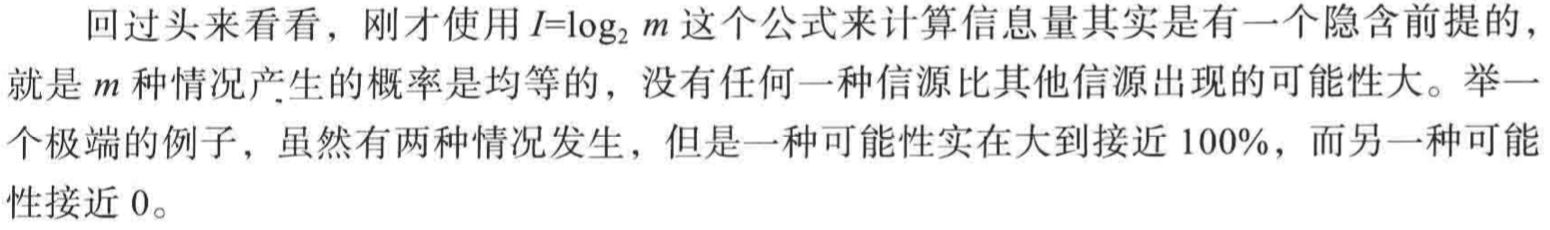 回过头来看看，刚才使用 I=log₂ m 这个公式来计算信息量其实是有一个隐含前提的，
就是 m 种情况产生的概率是均等的，没有任何一种信源比其他信源出现的可能性大。举一
个极端的例子，虽然有两种情况发生，但是一种可能性实在大到接近 100%，而另一种可能
性接近 0。